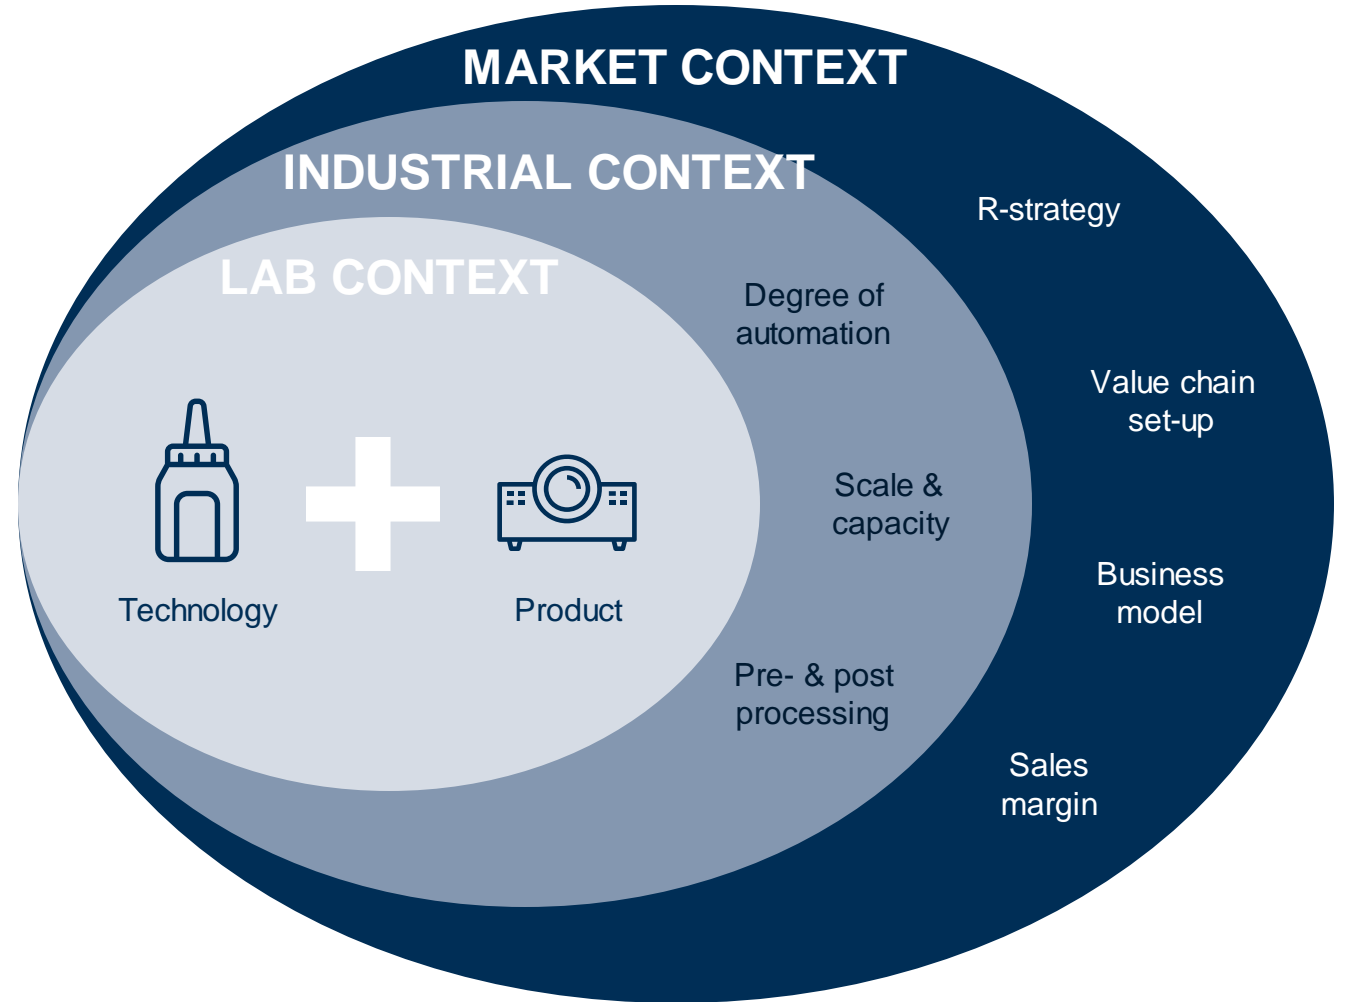 MARKET CONTEXT
INDUSTRIAL CONTEXT
LAB CONTEXT
R-strategy
Degree of
automation
Value chain
set-up
Scale &
capacity
Business
model
Technology
Product
Pre- & post
processing
Sales
margin